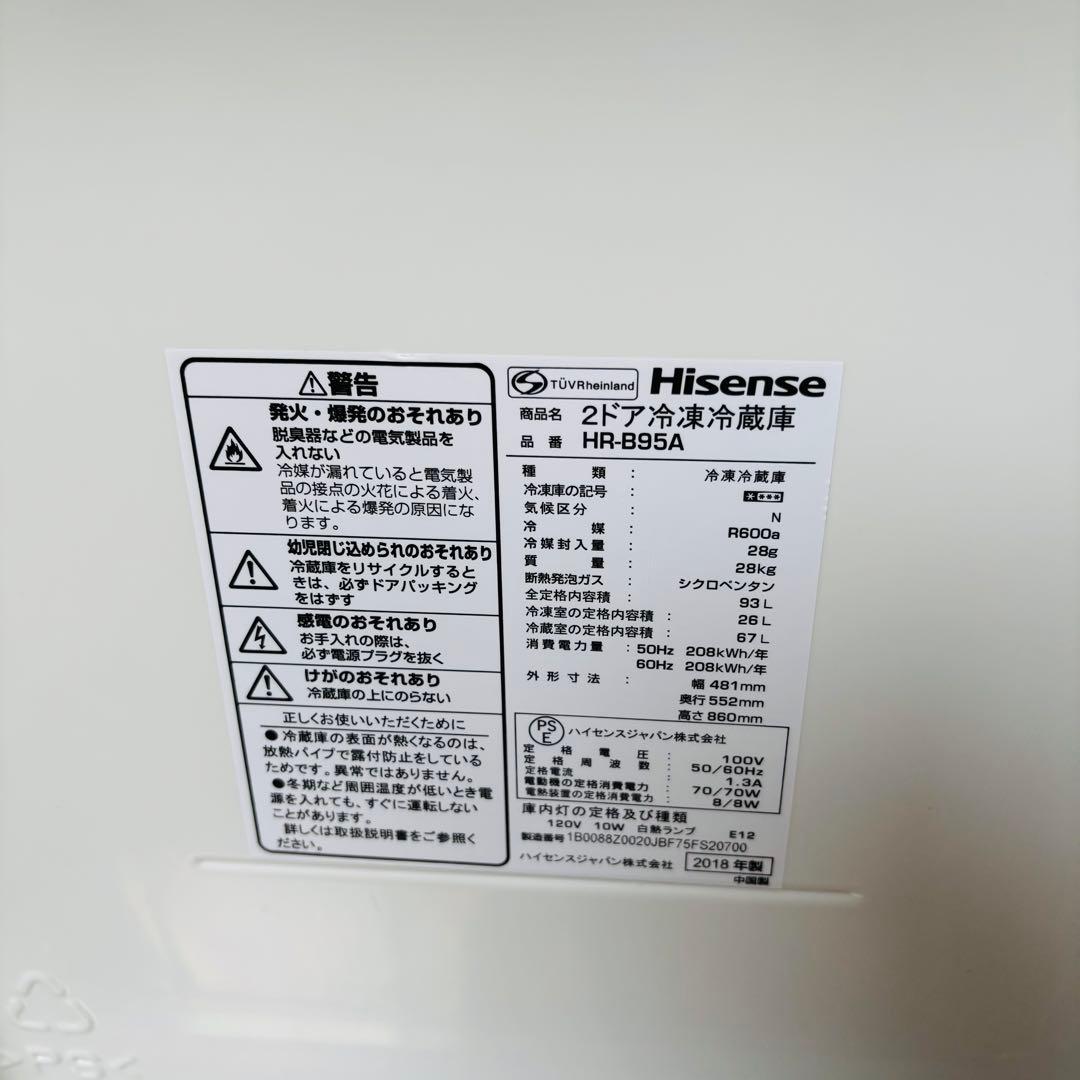 ⚠警告
発火・爆発のおそれあり
脱臭器などの電気製品を
入れない
冷媒が漏れていると電気製
品の接点の火花による着火、
着火による爆発の原因にな
ります。
幼児閉じ込められのおそれあり
冷蔵庫をリサイクルすると
きは、必ずドアパッキング
をはずす
感電のおそれあり
お手入れの際は、
必ず電源プラグを抜く
けがのおそれあり
冷蔵庫の上にのらない
正しくお使いいただくために
●冷蔵庫の表面が熱くなるのは、
放熱パイプで露付防止をしている
ためです。異常ではありません。
●冬期など周囲温度が低いとき電
源を入れても、すぐに運転しない
ことがあります。
詳しくは取扱説明書をご参照く
ださい。
TÜVRheinland Hisense
商品名 2ドア冷凍冷蔵庫
品番 HR-B95A
種類 : 冷凍冷蔵庫
冷凍庫の記号 : ****
気候区分 : N
冷媒 : R600a
冷媒封入量 : 28g
質量 : 28kg
断熱発泡ガス : シクロペンタン
全定格内容積 : 93L
冷凍室の定格内容積 : 26L
冷蔵室の定格内容積 : 67L
消費電力量 : 50Hz 208kWh/年
60Hz 208kWh/年
外形寸法 : 幅 481mm
奥行 552mm
高さ 860mm
PSE ハイセンスジャパン株式会社
定格電圧 : 100V
定格周波数 : 50/60Hz
定格電流 : 1.3A
電動機の定格消費電力 : 70/70W
電熱装置の定格消費電力 : 8/8W
庫内灯の定格及び種類
120V 10W 白熱ランプ E12
製造番号 1B0088Z0020JBF75FS20700
ハイセンスジャパン株式会社 2018 年製
中国製